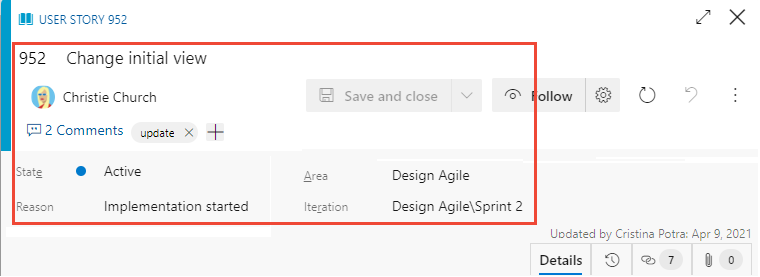 USER STORY 952
952 Change initial view
Christie Church
Save and close
Follow
2 Comments
update
State
Active
Area
Design Agile
Reason
Implementation started
Iteration
Design Agile\Sprint 2
Updated by Cristina Potra: Apr 9, 2021
Details
7
0